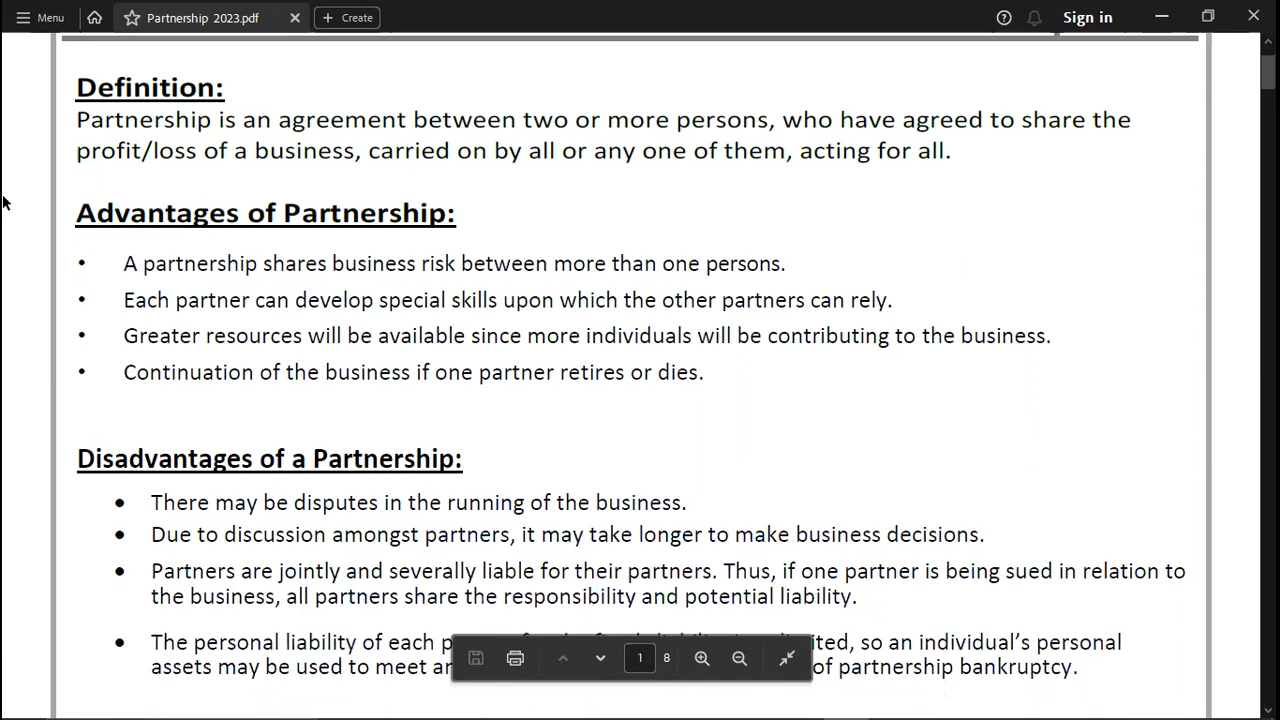 Menu
Partnership 2023.pdf
Create
Sign in
Definition:
Partnership is an agreement between two or more persons, who have agreed to share the
profit/loss of a business, carried on by all or any one of them, acting for all.
Advantages of Partnership:
• A partnership shares business risk between more than one persons.
• Each partner can develop special skills upon which the other partners can rely.
• Greater resources will be available since more individuals will be contributing to the business.
• Continuation of the business if one partner retires or dies.
Disadvantages of a Partnership:
• There may be disputes in the running of the business.
• Due to discussion amongst partners, it may take longer to make business decisions.
• Partners are jointly and severally liable for their partners. Thus, if one partner is being sued in relation to
the business, all partners share the responsibility and potential liability.
• The personal liability of each so an individual's personal
assets may be used to meet of partnership bankruptcy.
1 8